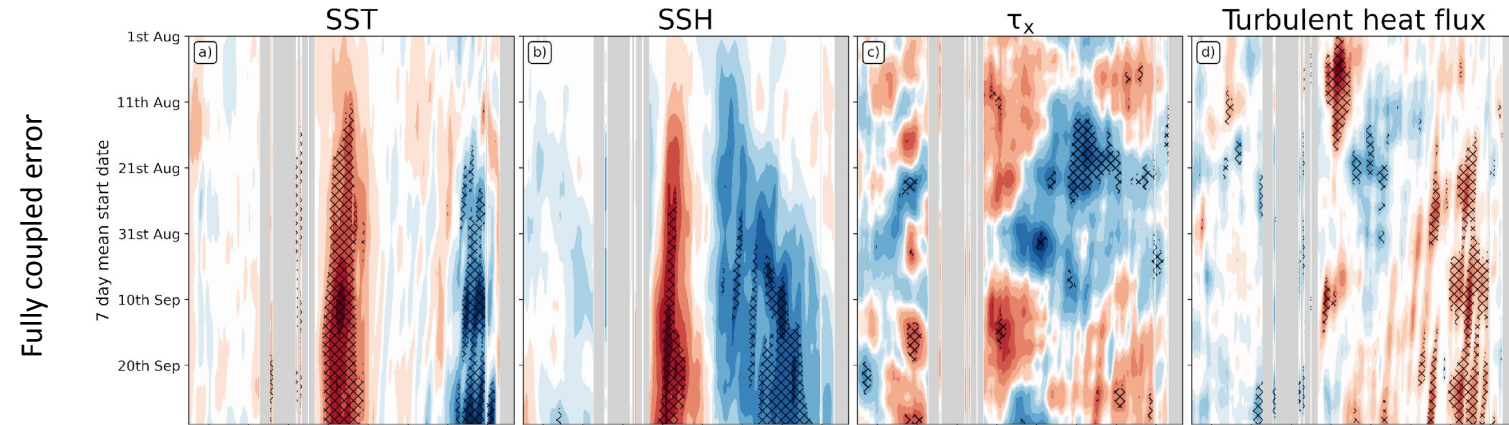 SST
SSH
τx
Turbulent heat flux
a)
b)
c)
d)
Fully coupled error
7 day mean start date
1st Aug
11th Aug
21st Aug
31st Aug
10th Sep
20th Sep